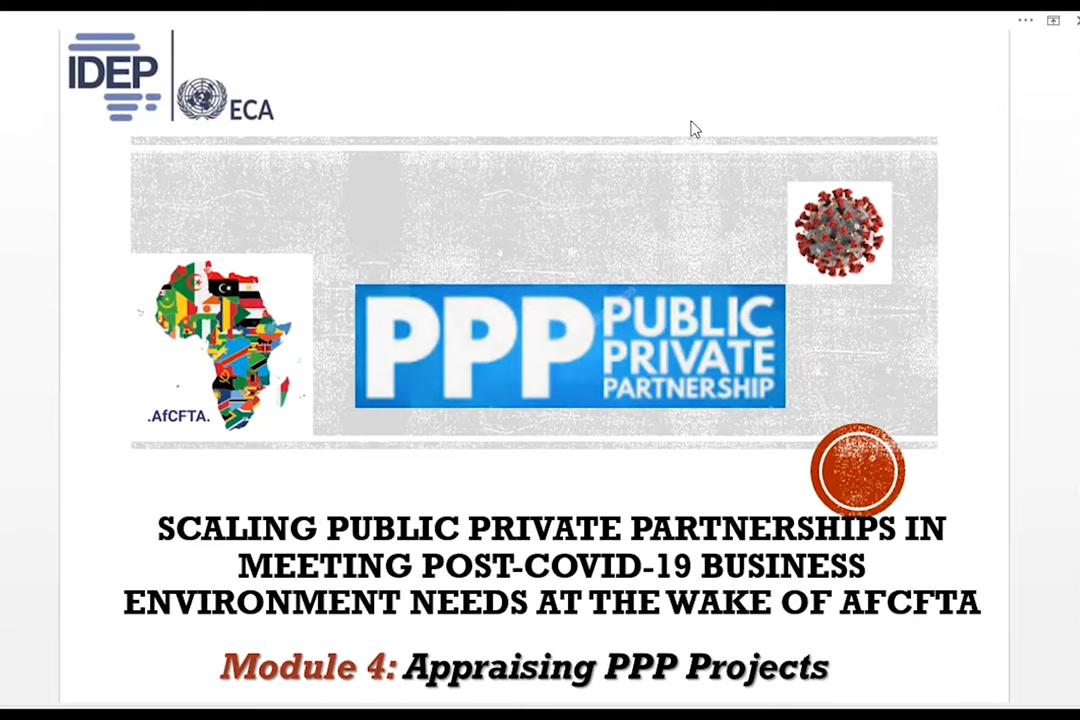 IDEP
ECA
.AfCFTA.
PPP
PUBLIC
PRIVATE
PARTNERSHIP
SCALING PUBLIC PRIVATE PARTNERSHIPS IN
MEETING POST-COVID-19 BUSINESS
ENVIRONMENT NEEDS AT THE WAKE OF AFCFTA
Module 4: Appraising PPP Projects